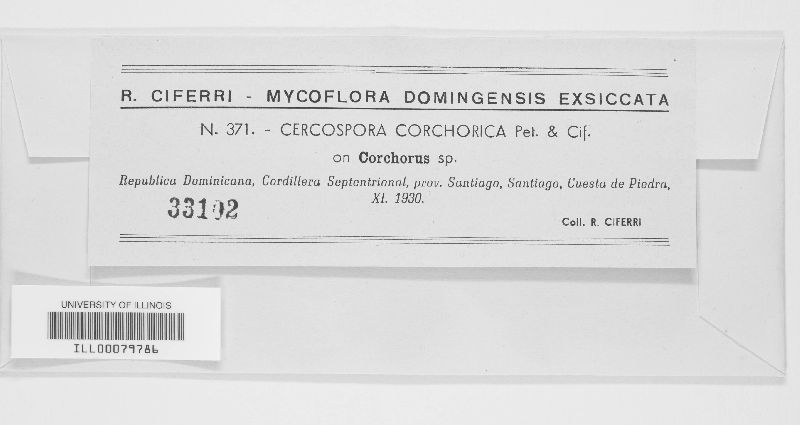 R. CIFERRI - MYCOFLORA DOMINGENSIS EXSICCATA
N. 371. - CERCOSPORA CORCHORICA Pet. & Cif.
on Corchorus sp.
Republica Dominicana, Cordillera Septentrional, prov. Santiago, Santiago, Cuesta de Piedra,
XI. 1930.
33102
Coll. R. CIFERRI
UNIVERSITY OF ILLINOIS
ILL00079786